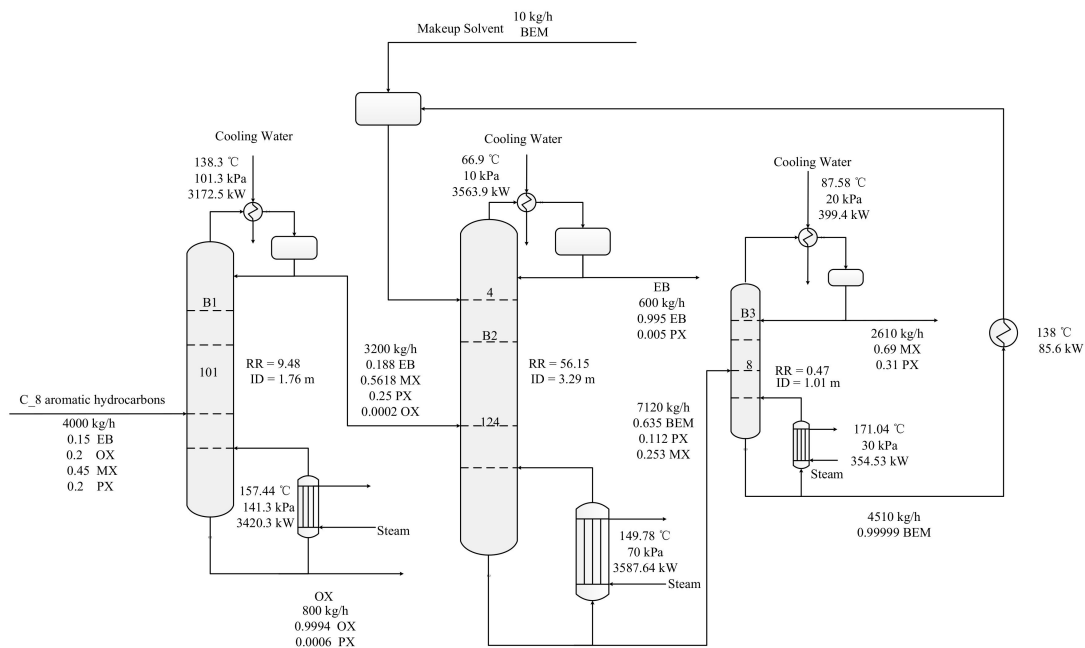 10 kg/h
Makeup Solvent
BEM
Cooling Water
138.3 ℃
101.3 kPa
3172.5 kW
Cooling Water
66.9 ℃
10 kPa
3563.9 kW
Cooling Water
87.58 ℃
20 kPa
399.4 kW
B1
101
RR = 9.48
ID = 1.76 m
C_8 aromatic hydrocarbons
4000 kg/h
0.15 EB
0.2 OX
0.45 MX
0.2 PX
157.44 ℃
141.3 kPa
3420.3 kW
Steam
OX
800 kg/h
0.9994 OX
0.0006 PX
3200 kg/h
0.188 EB
0.5618 MX
0.25 PX
0.0002 OX
4
B2
124
RR = 56.15
ID = 3.29 m
EB
600 kg/h
0.995 EB
0.005 PX
149.78 ℃
70 kPa
3587.64 kW
Steam
7120 kg/h
0.635 BEM
0.112 PX
0.253 MX
B3
8
RR = 0.47
ID = 1.01 m
2610 kg/h
0.69 MX
0.31 PX
171.04 ℃
30 kPa
354.53 kW
Steam
4510 kg/h
0.99999 BEM
138 ℃
85.6 kW